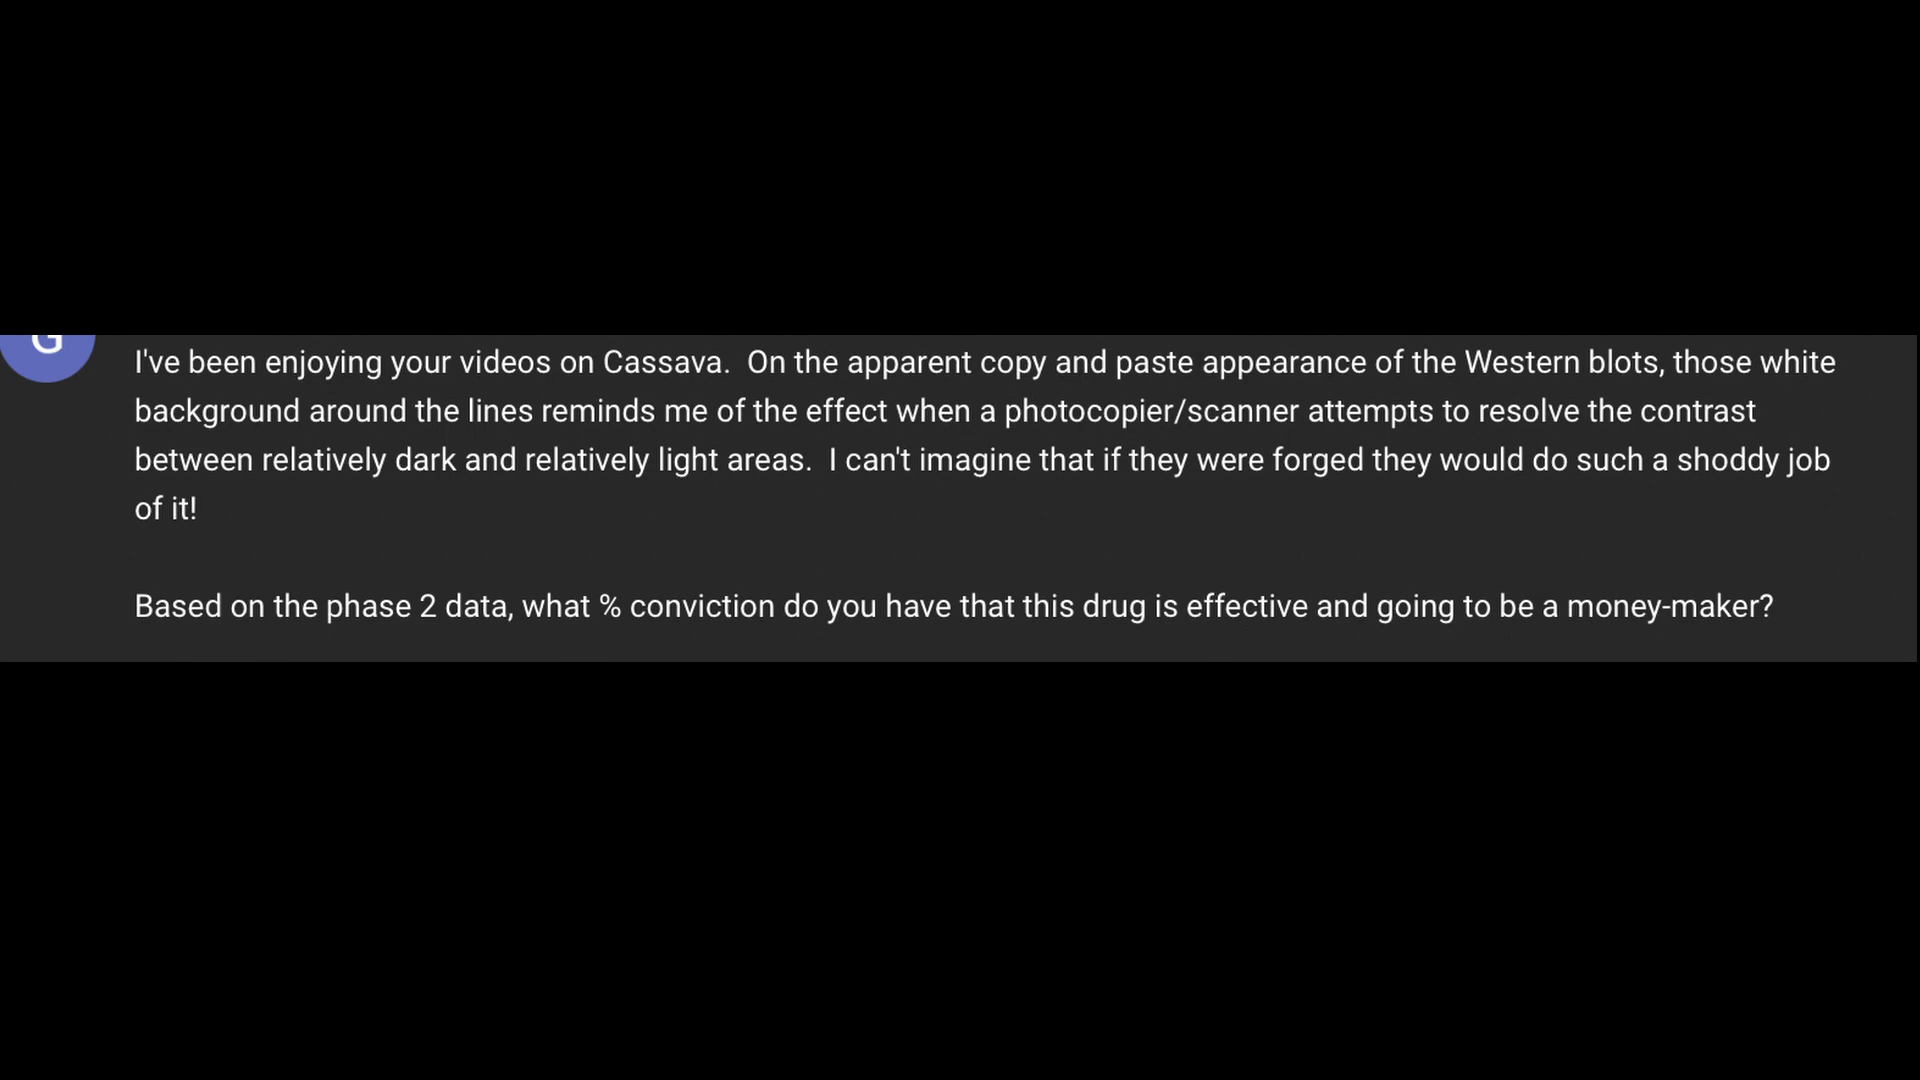 G
I've been enjoying your videos on Cassava.  On the apparent copy and paste appearance of the Western blots, those white
background around the lines reminds me of the effect when a photocopier/scanner attempts to resolve the contrast
between relatively dark and relatively light areas.  I can't imagine that if they were forged they would do such a shoddy job
of it!
Based on the phase 2 data, what % conviction do you have that this drug is effective and going to be a money-maker?